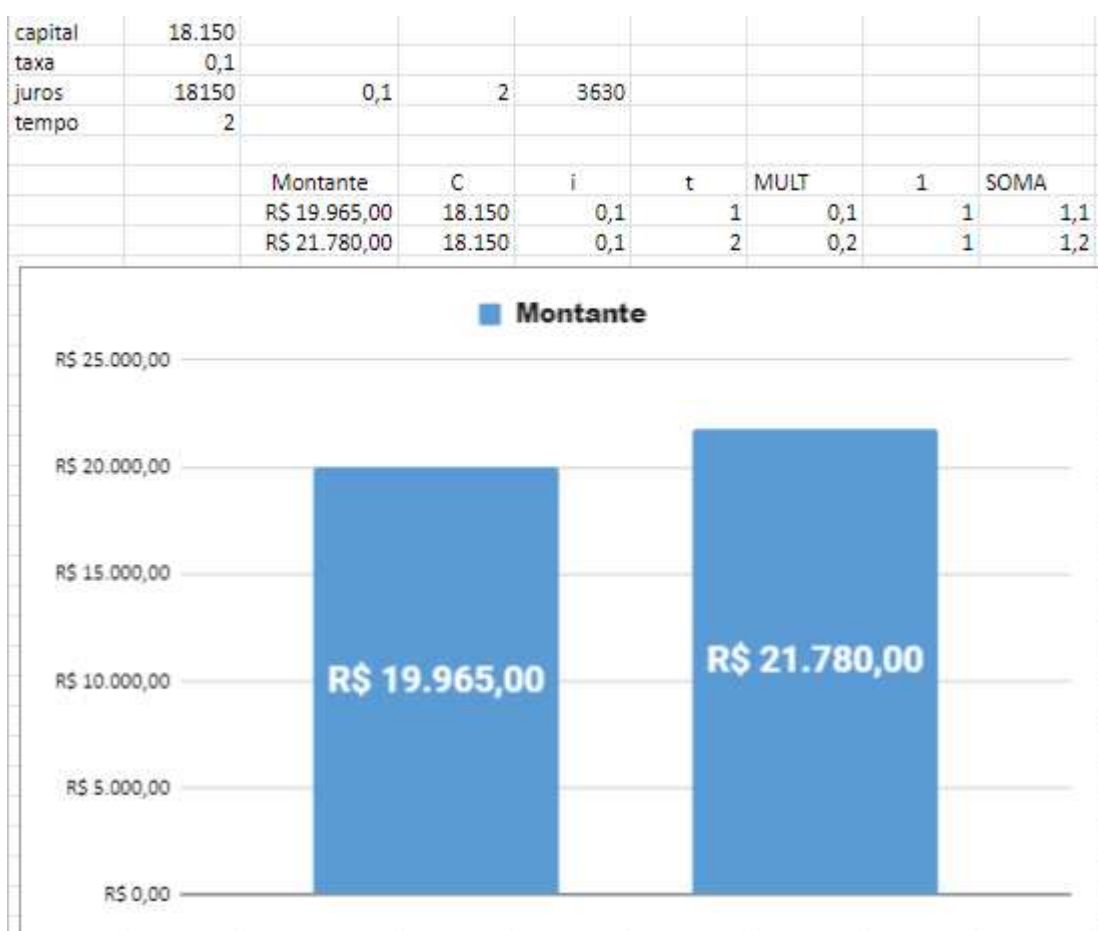 capital 18.150
taxa 0,1
juros 18150 0,1 2 3630
tempo 2
Montante C i t MULT 1 SOMA
R$ 19.965,00 18.150 0,1 1 0,1 1 1,1
R$ 21.780,00 18.150 0,1 2 0,2 1 1,2
Montante
R$ 25.000,00
R$ 20.000,00
R$ 15.000,00
R$ 10.000,00
R$ 5.000,00
R$ 0,00
R$ 19.965,00
R$ 21.780,00